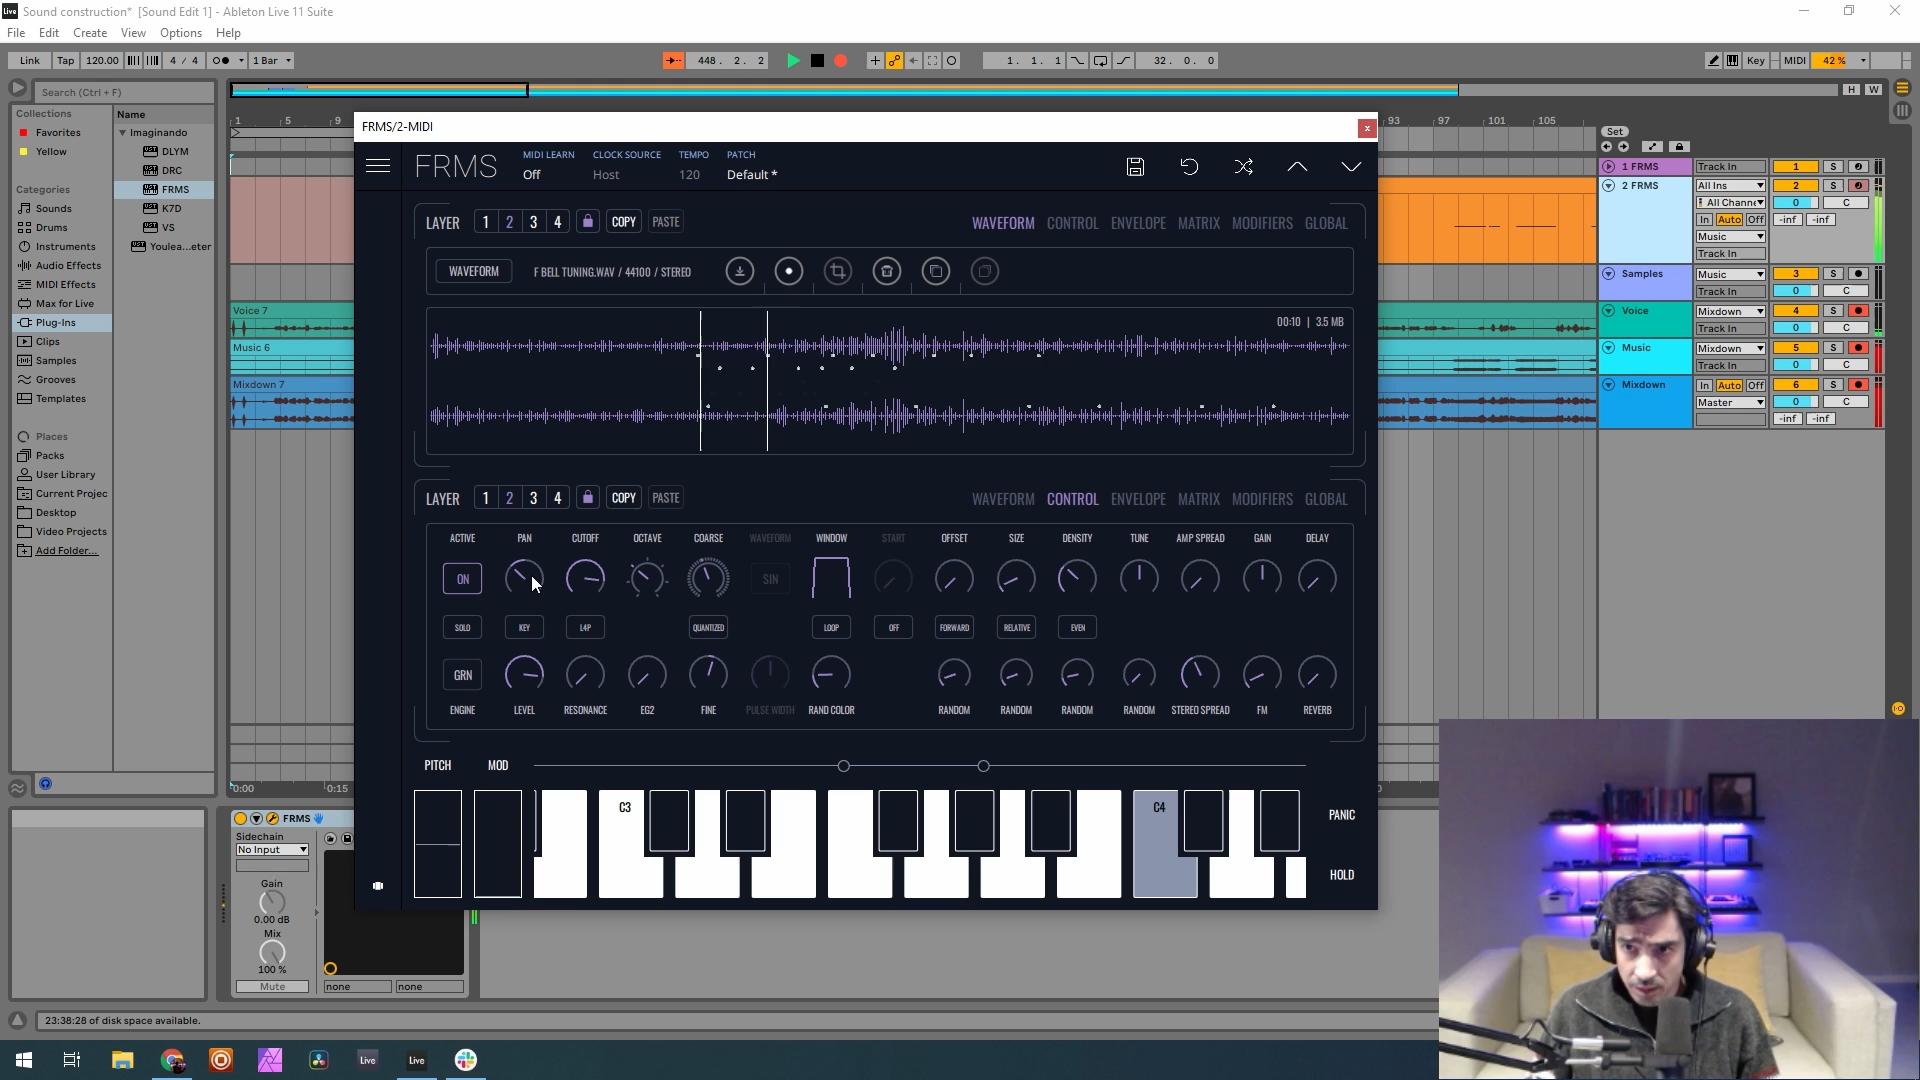 Live Sound construction* [Sound Edit 1] - Ableton Live 11 Suite
File Edit Create View Options Help
Link Tap 120.00 4 / 4 1 Bar 448. 2. 2 1. 1. 1 32. 0. 0 Key MIDI 42 %
Search (Ctrl + F)
H W
Collections
Favorites
Yellow
Categories
Sounds
Drums
Instruments
Audio Effects
MIDI Effects
Max for Live
Plug-Ins
Clips
Samples
Grooves
Templates
Places
Packs
User Library
Current Projec
Desktop
Video Projects
Add Folder...
Name
Imaginando
DLYM
DRC
FRMS
K7D
VS
Youlea...eter
1 5 9 93 97 101 105
Voice 7
Music 6
Mixdown 7
0:00 0:15
FRMS/2-MIDI
x
FRMS
MIDI LEARN CLOCK SOURCE TEMPO PATCH
Off Host 120 Default *
LAYER 1 2 3 4 COPY PASTE WAVEFORM CONTROL ENVELOPE MATRIX MODIFIERS GLOBAL
WAVEFORM F BELL TUNING.WAV / 44100 / STEREO
00:10 | 3.5 MB
LAYER 1 2 3 4 COPY PASTE WAVEFORM CONTROL ENVELOPE MATRIX MODIFIERS GLOBAL
ACTIVE PAN CUTOFF OCTAVE COARSE WAVEFORM WINDOW START OFFSET SIZE DENSITY TUNE AMP SPREAD GAIN DELAY
ON SIN
SOLO KEY L4P QUANTIZED LOOP OFF FORWARD RELATIVE EVEN
GRN
ENGINE LEVEL RESONANCE EG2 FINE PULSE WIDTH RAND COLOR RANDOM RANDOM RANDOM RANDOM STEREO SPREAD FM REVERB
PITCH MOD
C3 C4
PANIC
HOLD
Set
1 FRMS Track In 1 S
2 FRMS All Ins 2 S
All Channe 0 C
In Auto Off -inf -inf
Music
Track In
Samples Music 3 S
Track In 0 C
Voice Mixdown 4 S
Track In 0 C
Music Mixdown 5 S
Track In 0 C
Mixdown In Auto Off 6 S
Master 0 C
-inf -inf
FRMS
Sidechain
No Input
Gain
0.00 dB
Mix
100 %
Mute none none
23:38:28 of disk space available.
Live Live